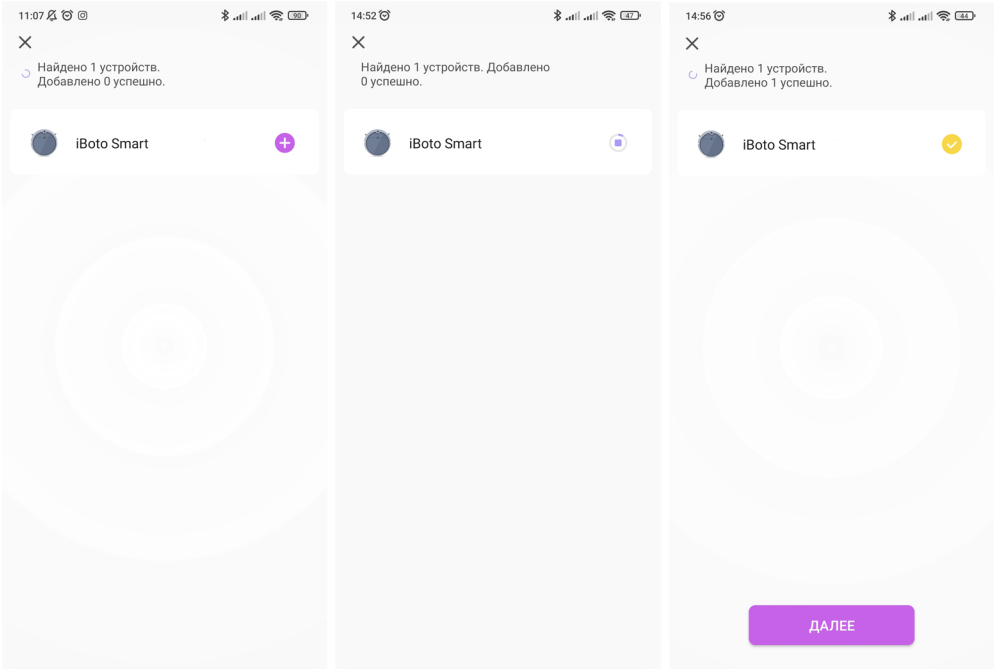 11:07
90
Найдено 1 устройств.
Добавлено 0 успешно.
iBoto Smart
14:52
47
Найдено 1 устройств. Добавлено
0 успешно.
iBoto Smart
14:56
44
Найдено 1 устройств.
Добавлено 1 успешно.
iBoto Smart
ДАЛЕЕ